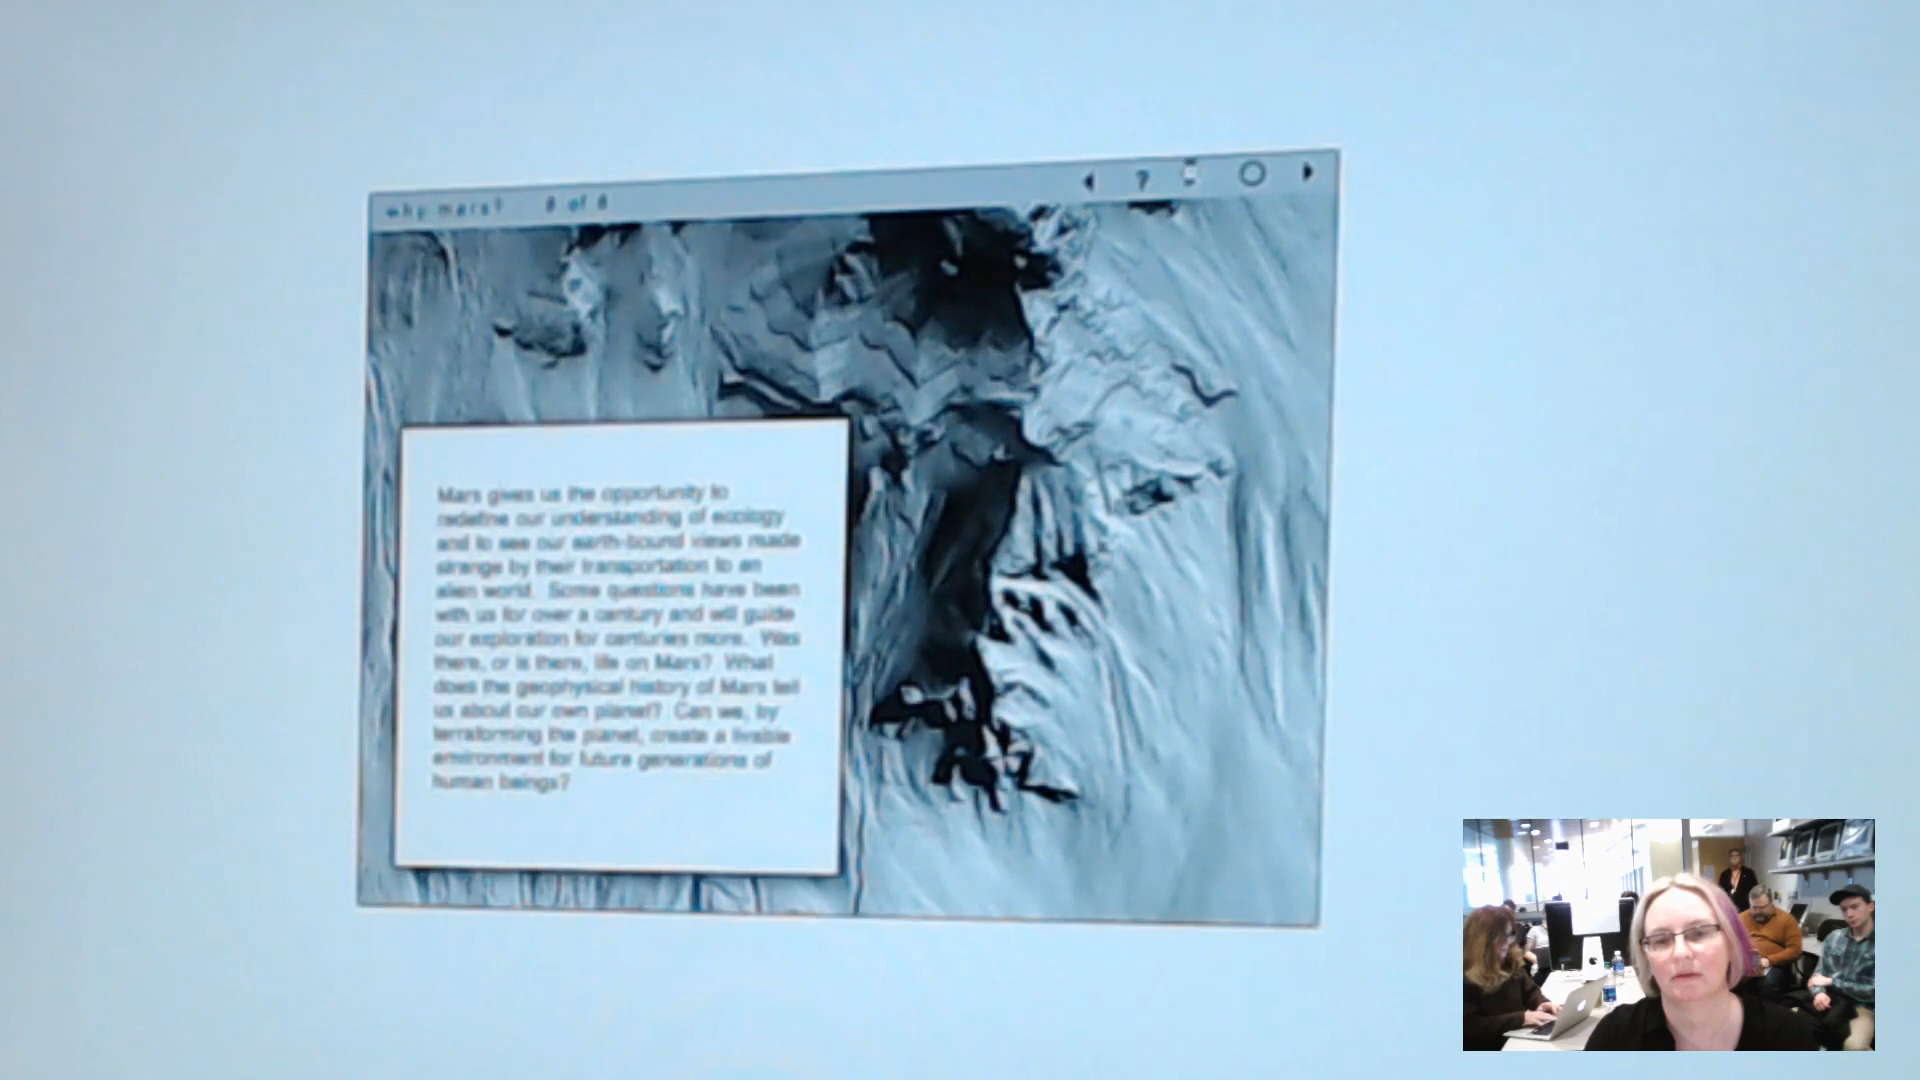 why mars? 8 of 8
?
Mars gives us the opportunity to
redefine our understanding of ecology
and to see our earth-bound views made
strange by their transportation to an
alien world. Some questions have been
with us for over a century and will guide
our exploration for centuries more. Was
there, or is there, life on Mars? What
does the geophysical history of Mars tell
us about our own planet? Can we, by
terraforming the planet, create a livable
environment for future generations of
human beings?